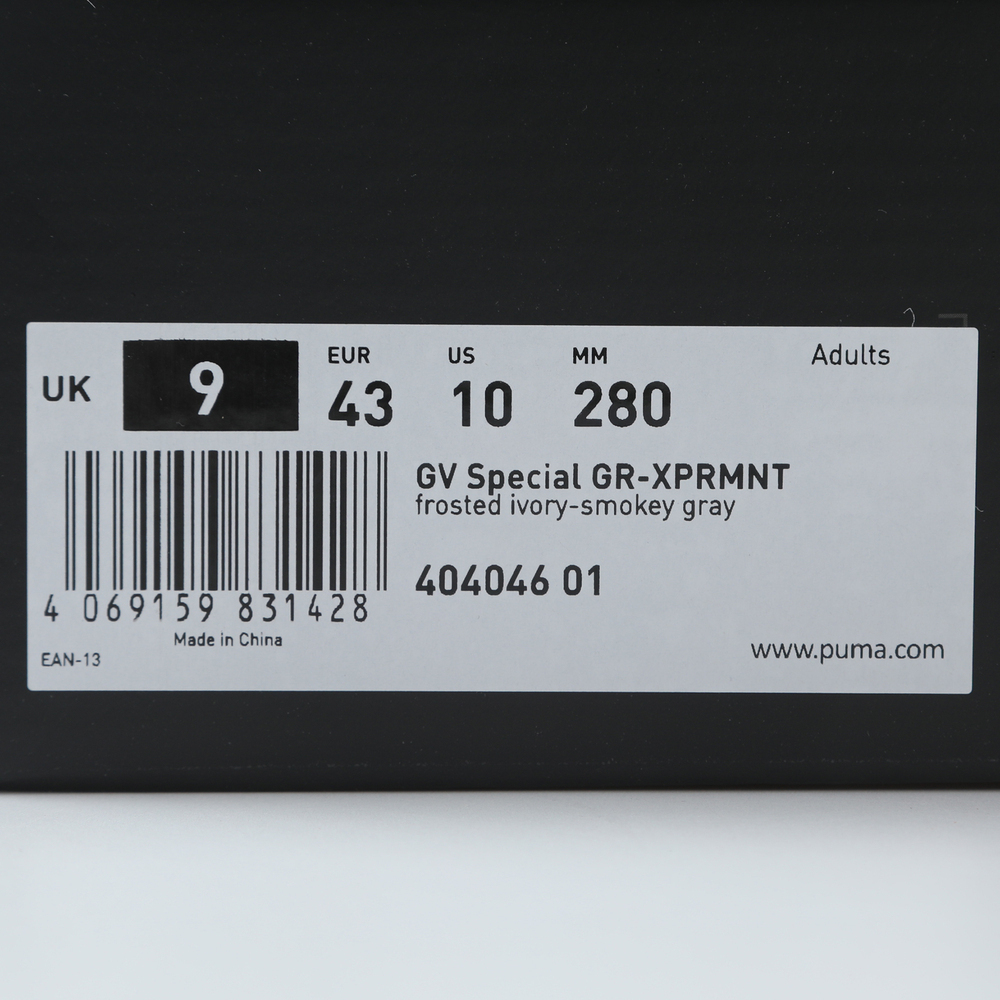 UK 9
EUR US MM Adults
43 10 280
GV Special GR-XPRMNT
frosted ivory-smokey gray
404046 01
4 069159 831428
Made in China
EAN-13
www.puma.com